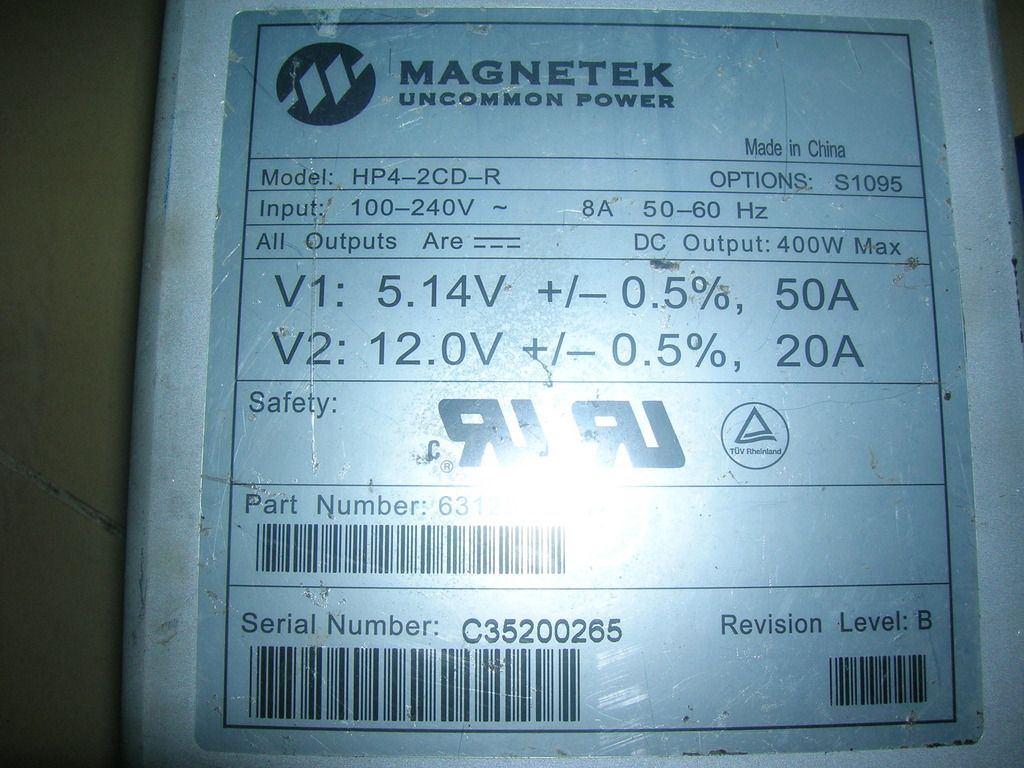 MAGNETEK
UNCOMMON POWER
Made in China
Model: HP4-2CD-R OPTIONS: S1095
Input: 100-240V ~ 8A 50-60 Hz
All Outputs Are DC Output: 400W Max
V1: 5.14V +/- 0.5%, 50A
V2: 12.0V +/- 0.5%, 20A
Safety:
C RU ® RU TÜV Rheinland
Part Number:
Serial Number: C35200265 Revision Level: B